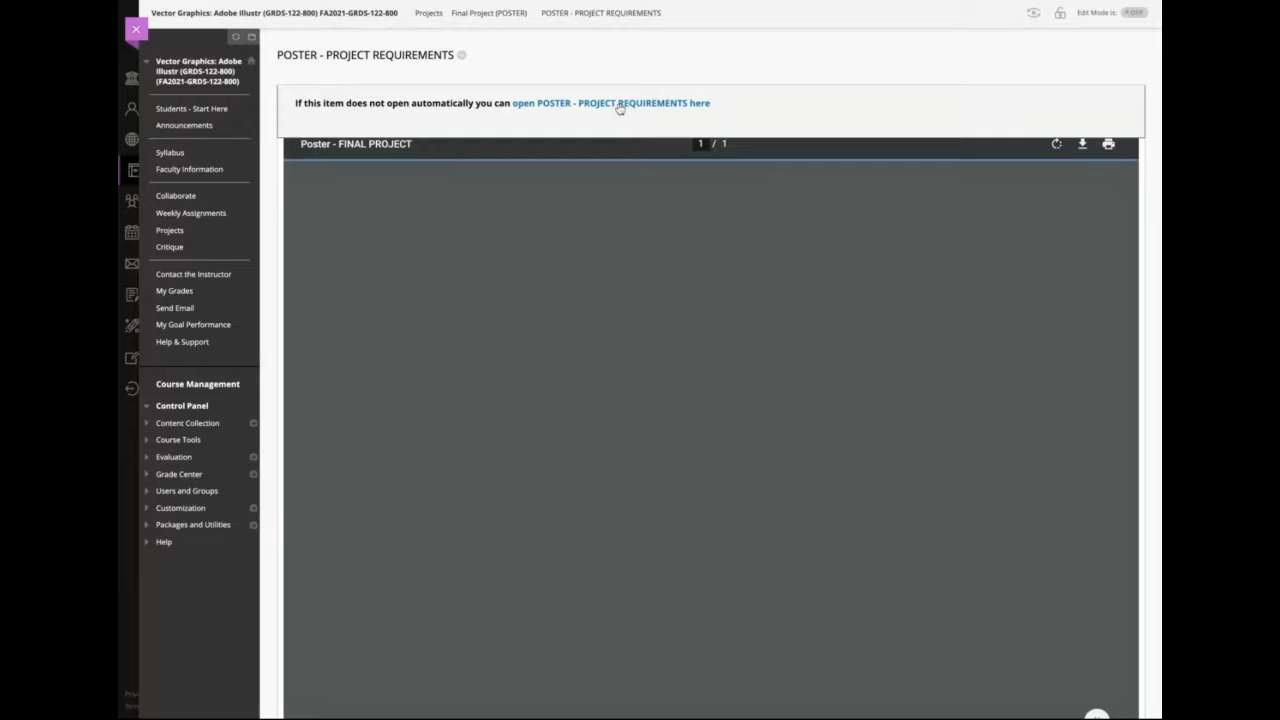 Vector Graphics: Adobe Illustr (GRDS-122-800) FA2021-GRDS-122-800
Projects
Final Project (POSTER)
POSTER - PROJECT REQUIREMENTS
Edit Mode is:
OFF
Vector Graphics: Adobe
Illustr (GRDS-122-800)
(FA2021-GRDS-122-800)
Students - Start Here
Announcements
Syllabus
Faculty Information
Collaborate
Weekly Assignments
Projects
Critique
Contact the Instructor
My Grades
Send Email
My Goal Performance
Help & Support
Course Management
Control Panel
Content Collection
Course Tools
Evaluation
Grade Center
Users and Groups
Customization
Packages and Utilities
Help
POSTER - PROJECT REQUIREMENTS
If this item does not open automatically you can open POSTER - PROJECT REQUIREMENTS here
Poster - FINAL PROJECT
1 / 1